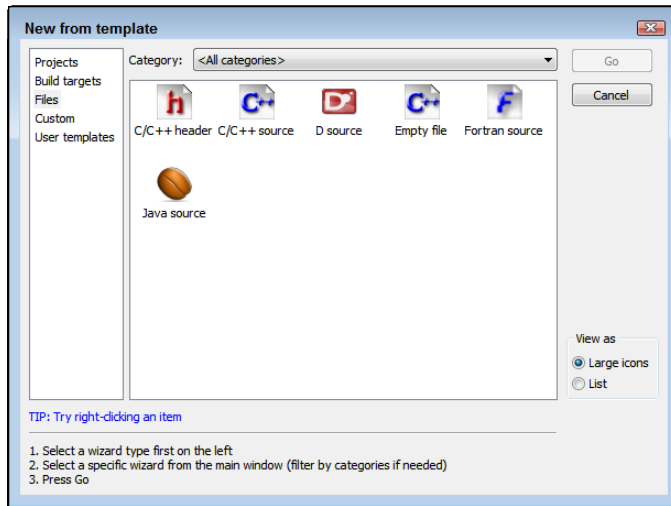 New from template
Projects
Build targets
Files
Custom
User templates
Category: <All categories>
Go
Cancel
h C++ D C++ F
C/C++ header C/C++ source D source Empty file Fortran source
Java source
View as
Large icons
List
TIP: Try right-clicking an item
1. Select a wizard type first on the left
2. Select a specific wizard from the main window (filter by categories if needed)
3. Press Go